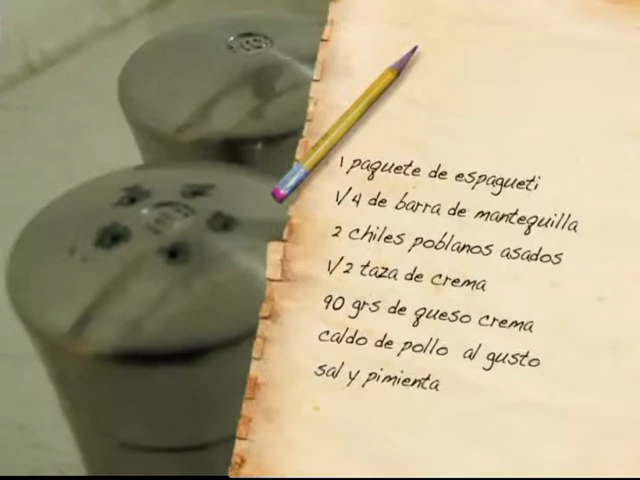 1 paquete de espagueti
1/4 de barra de mantequilla
2 chiles poblanos asados
1/2 taza de crema
90 grs de queso crema
caldo de pollo al gusto
sal y pimienta